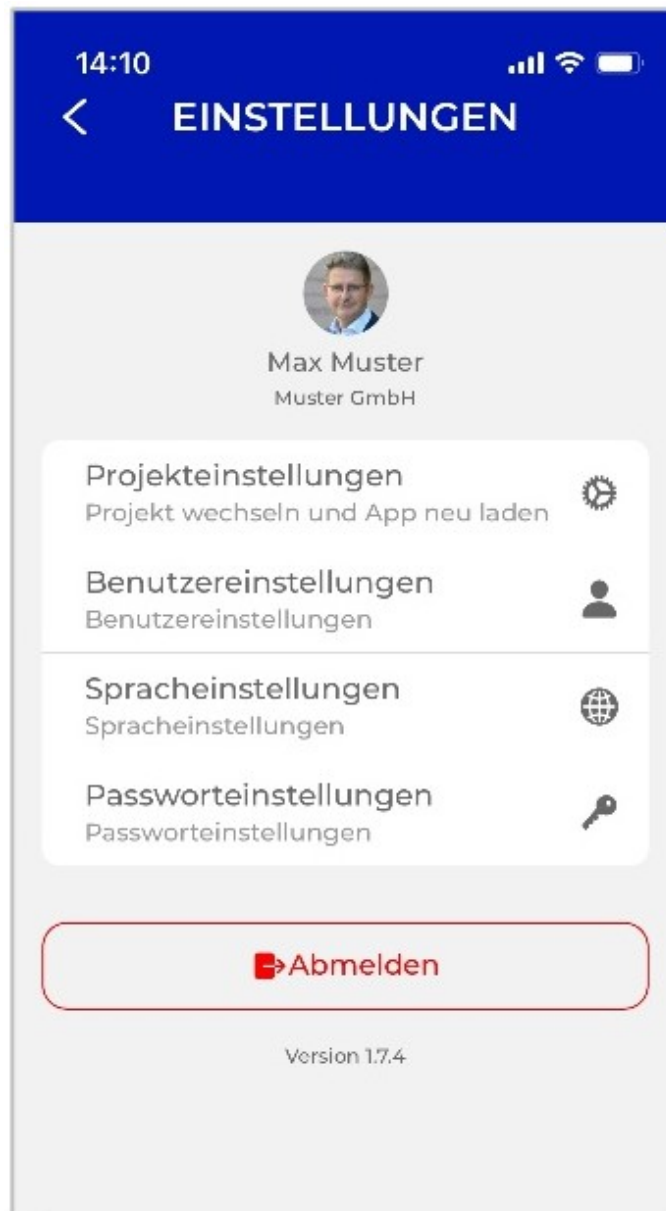 14:10
EINSTELLUNGEN
Max Muster
Muster GmbH
Projekteinstellungen
Projekt wechseln und App neu laden
Benutzereinstellungen
Benutzereinstellungen
Spracheinstellungen
Spracheinstellungen
Passworteinstellungen
Passworteinstellungen
Abmelden
Version 1.7.4